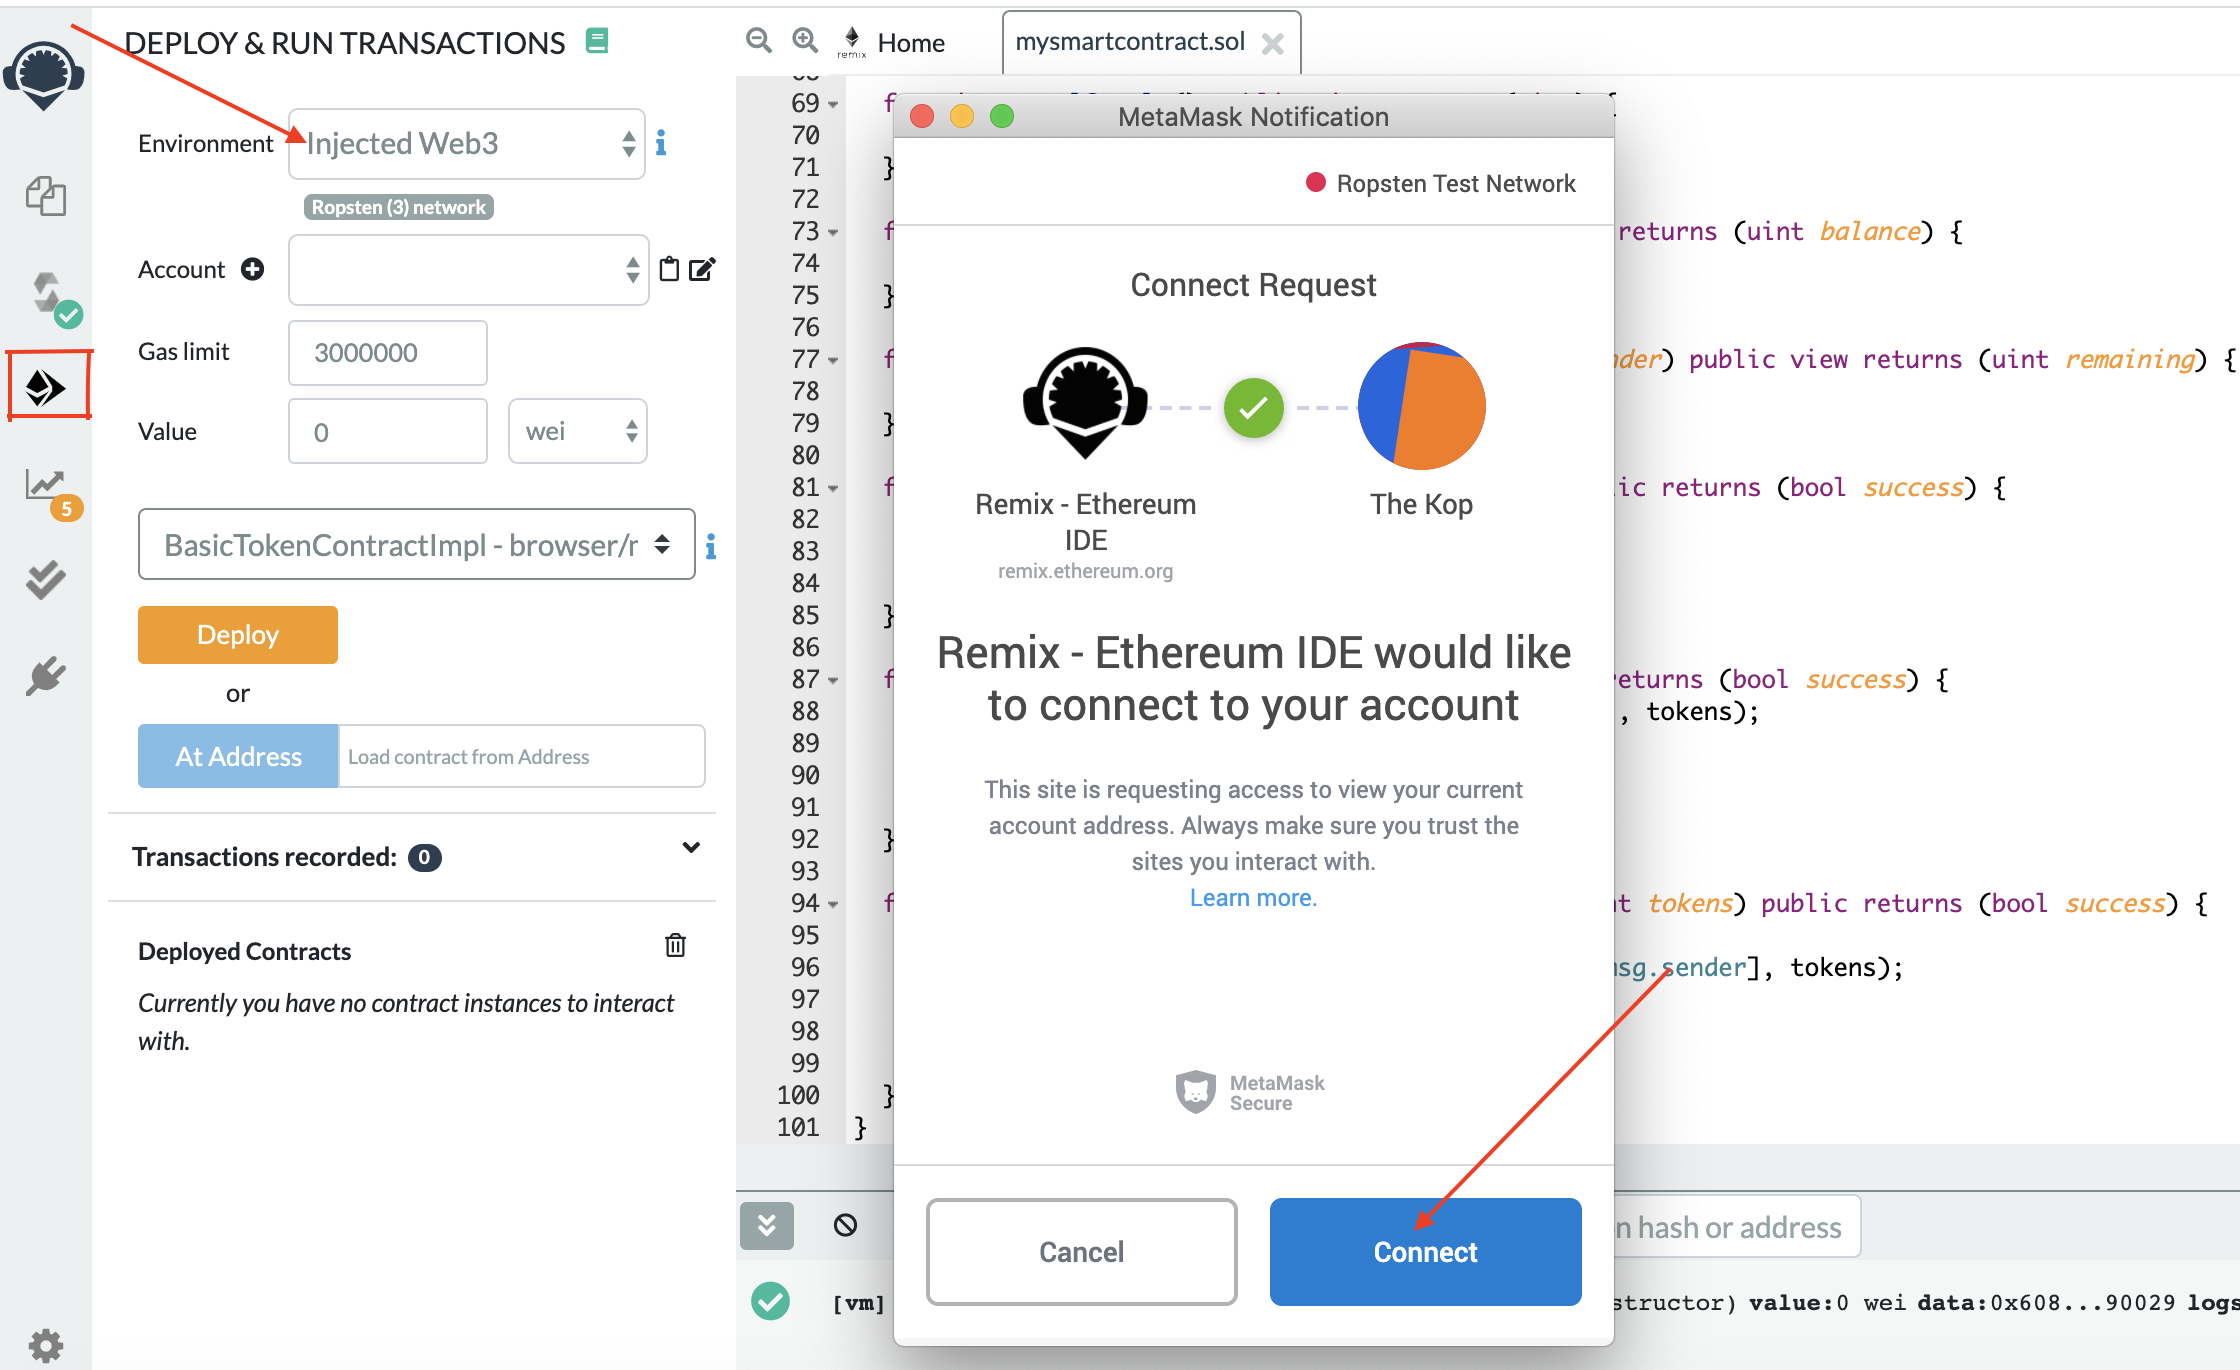 DEPLOY & RUN TRANSACTIONS
Environment
Injected Web3
Ropsten (3) network
Account
Gas limit
3000000
Value
0
wei
BasicTokenContractImpl - browser/r
Deploy
or
At Address
Load contract from Address
Transactions recorded: 0
Deployed Contracts
Currently you have no contract instances to interact
with.
5
remix
Home
mysmartcontract.sol
69 f {
70
71 }
72
73 f returns (uint balance) {
74
75 }
76
77 f der) public view returns (uint remaining) {
78
79 }
80
81 f ic returns (bool success) {
82
83
84
85 }
86
87 f eturns (bool success) {
88 , tokens);
89
90
91
92 }
93
94 f t tokens) public returns (bool success) {
95
96 sg.sender], tokens);
97
98
99
100 }
101 }
MetaMask Notification
Ropsten Test Network
Connect Request
Remix - Ethereum
IDE
remix.ethereum.org
The Kop
Remix - Ethereum IDE would like
to connect to your account
This site is requesting access to view your current
account address. Always make sure you trust the
sites you interact with.
Learn more.
MetaMask
Secure
Cancel
Connect
n hash or address
[vm] structor) value:0 wei data:0x608...90029 logs